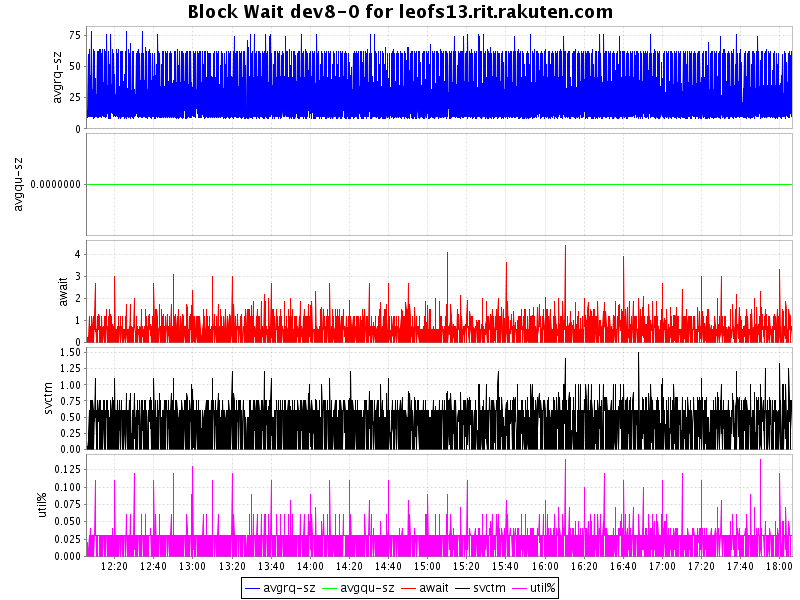 Block Wait dev8-0 for leofs13.rit.rakuten.com
avgrq-sz
75
50
25
0
avgqu-sz
0.0000000
await
4
3
2
1
0
svctm
1.50
1.25
1.00
0.75
0.50
0.25
0.00
util%
0.125
0.100
0.075
0.050
0.025
0.000
12:20 12:40 13:00 13:20 13:40 14:00 14:20 14:40 15:00 15:20 15:40 16:00 16:20 16:40 17:00 17:20 17:40 18:00
avgrq-sz avgqu-sz await svctm util%